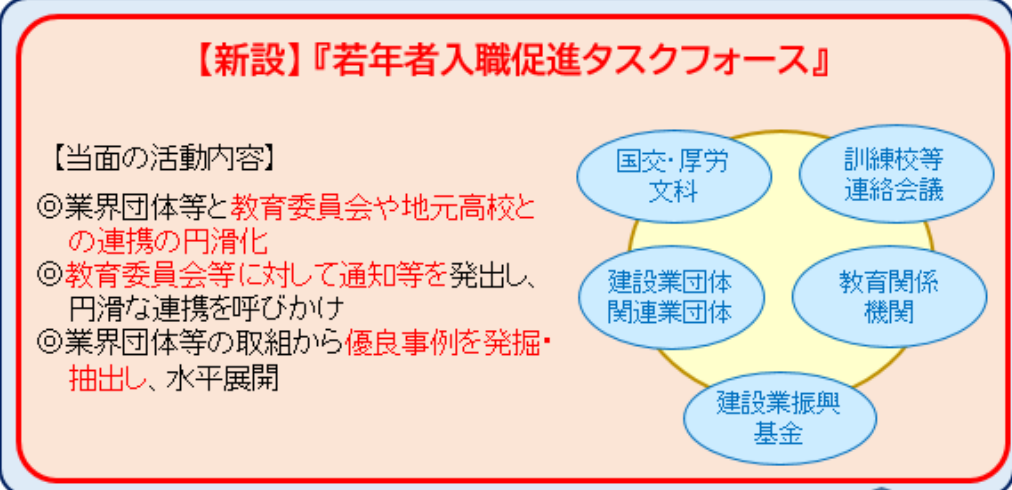 【新設】『若年者入職促進タスクフォース』
【当面の活動内容】
◎業界団体等と教育委員会や地元高校と
の連携の円滑化
◎教育委員会等に対して通知等を発出し、
円滑な連携を呼びかけ
◎業界団体等の取組から優良事例を発掘・
抽出し、水平展開
国交・厚労
文科
訓練校等
連絡会議
建設業団体
関連業団体
教育関係
機関
建設業振興
基金